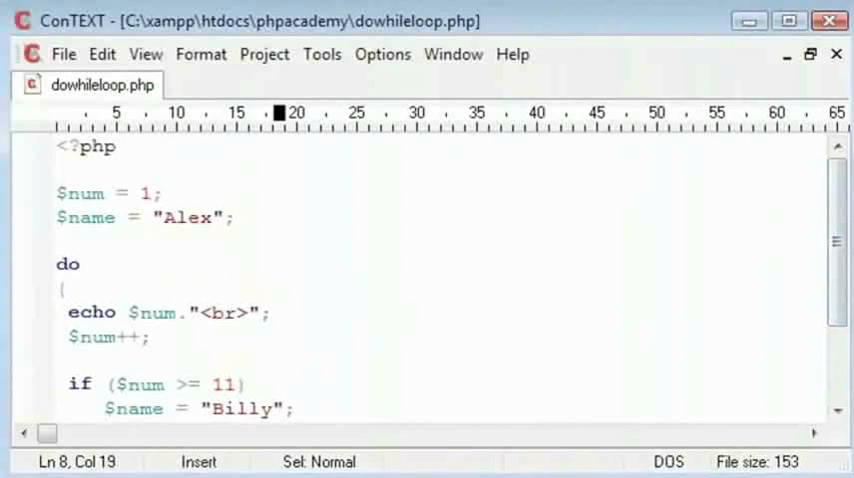 ConTEXT - [C:\xampp\htdocs\phpacademy\dowhileloop.php]
File Edit View Format Project Tools Options Window Help
dowhileloop.php
5 10 15 20 25 30 35 40 45 50 55 60 65
<?php
$num = 1;
$name = "Alex";
do
{
echo $num."<br>";
$num++;
if ($num >= 11)
$name = "Billy";
Ln 8, Col 19 Insert Sel: Normal DOS File size: 153